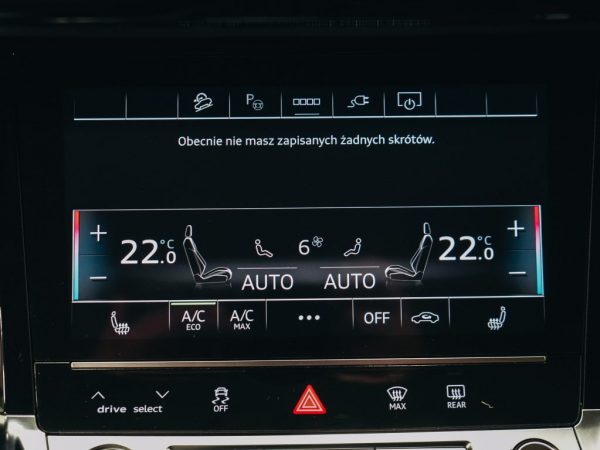 P
Obecnie nie masz zapisanych żadnych skrótów.
+ +
22.0 °C 6 22.0 °C
− −
AUTO AUTO
A/C ECO A/C MAX ••• OFF
drive select OFF MAX REAR